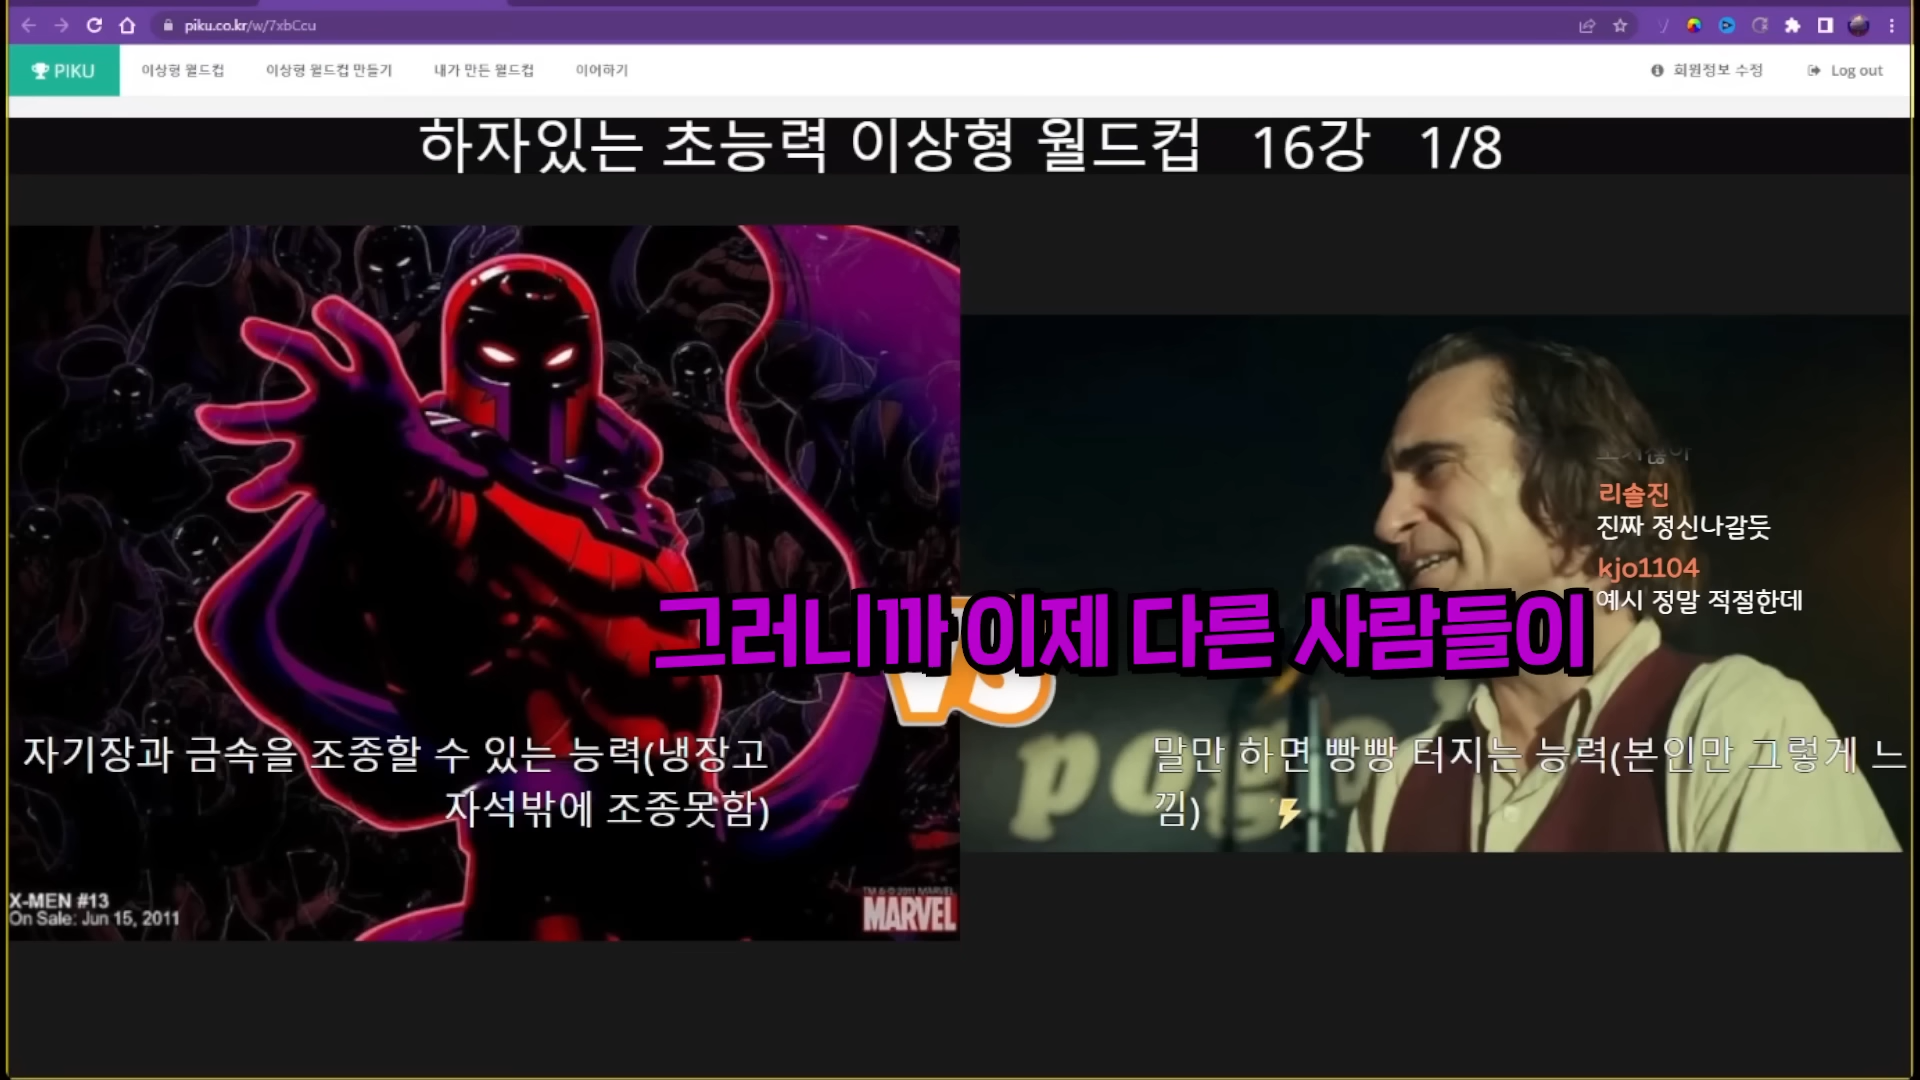 piku.co.kr/w/7xbCcu
PIKU 이상형 월드컵 이상형 월드컵 만들기 내가 만든 월드컵 이어하기 회원정보 수정 Log out
하자있는 초능력 이상형 월드컵 16강 1/8
리솔진
진짜 정신나갈듯
kjo1104
예시 정말 적절한데
그러니까 이제 다른 사람들이
VS
자기장과 금속을 조종할 수 있는 능력(냉장고
자석밖에 조종못함)
말만 하면 빵빵 터지는 능력(본인만 그렇게 느
낌)
pogo
X-MEN #13
On Sale: Jun 15, 2011
TM & © 2011 MARVEL
MARVEL